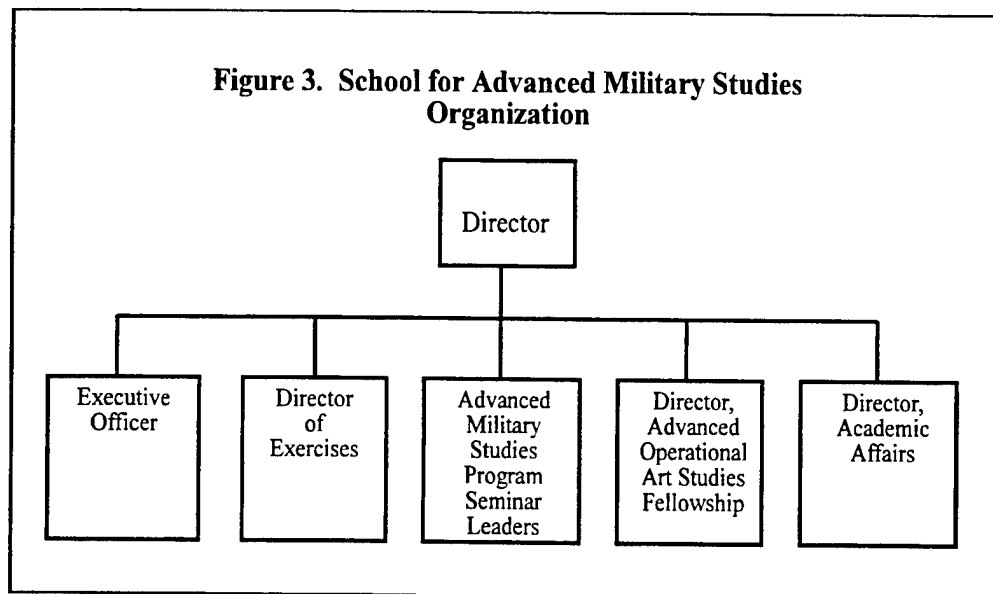 Figure 3. School for Advanced Military Studies
Organization
Director
Executive
Officer
Director
of
Exercises
Advanced
Military
Studies
Program
Seminar
Leaders
Director,
Advanced
Operational
Art Studies
Fellowship
Director,
Academic
Affairs